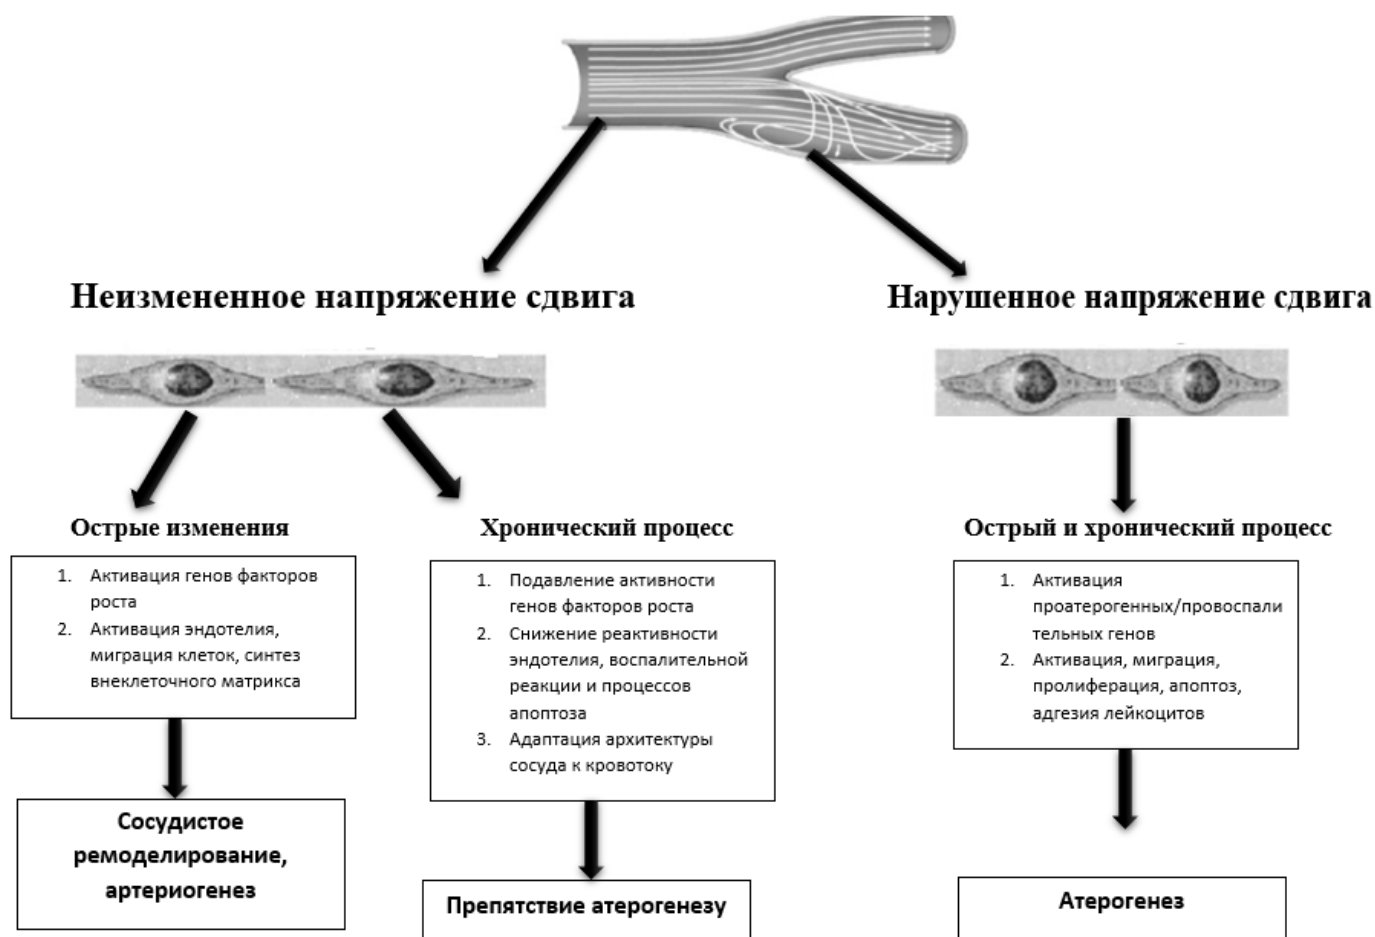 Неизмененное напряжение сдвига
Нарушенное напряжение сдвига
Острые изменения
1. Активация генов факторов
роста
2. Активация эндотелия,
миграция клеток, синтез
внеклеточного матрикса
Сосудистое
ремоделирование,
артериогенез
Хронический процесс
1. Подавление активности
генов факторов роста
2. Снижение реактивности
эндотелия, воспалительной
реакции и процессов
апоптоза
3. Адаптация архитектуры
сосуда к кровотоку
Препятствие атерогенезу
Острый и хронический процесс
1. Активация
проатерогенных/провоспали
тельных генов
2. Активация, миграция,
пролиферация, апоптоз,
адгезия лейкоцитов
Атерогенез